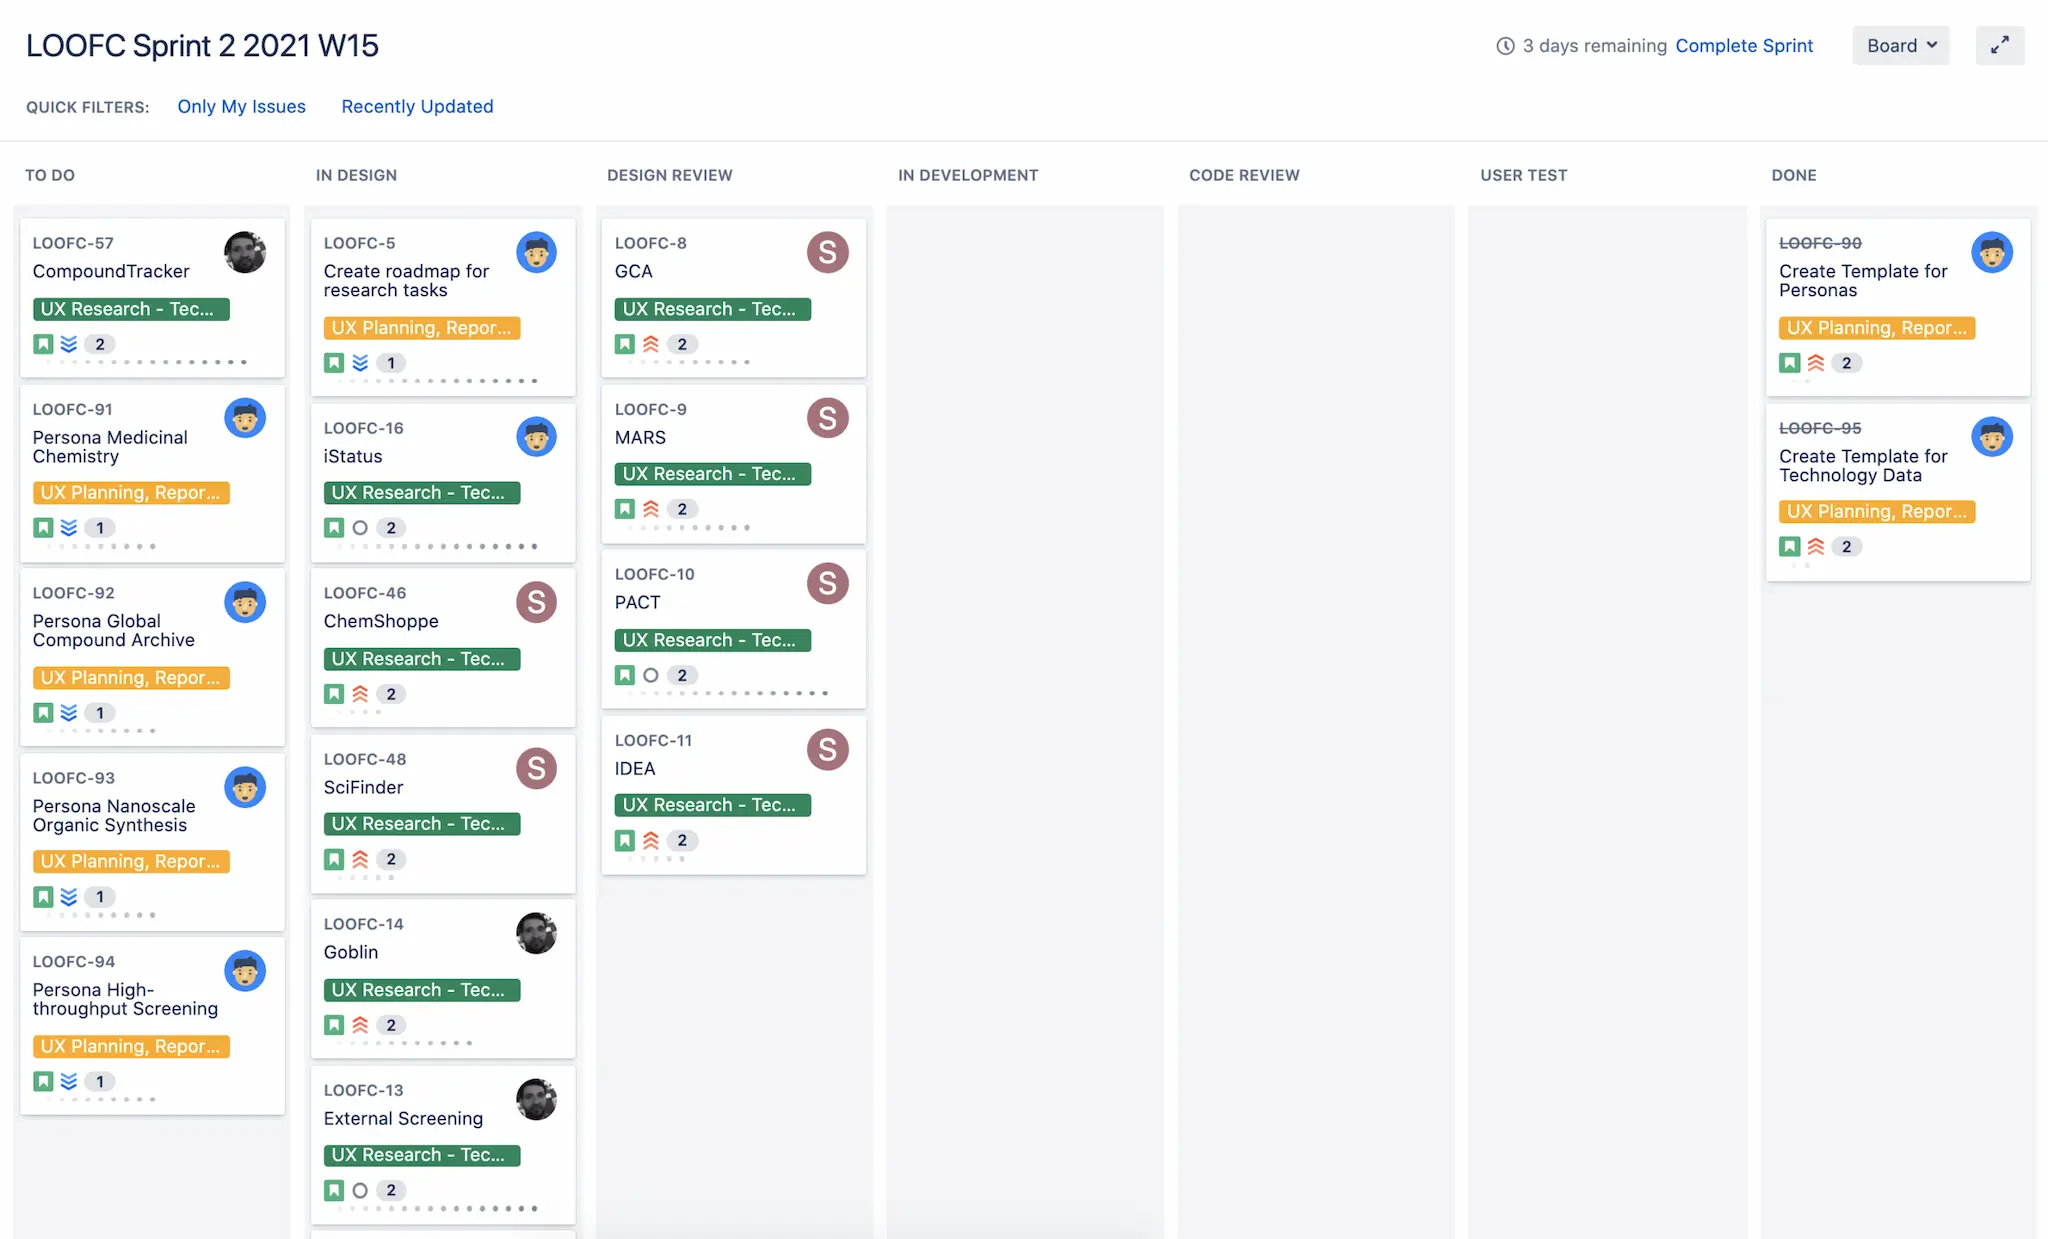 LOOFC Sprint 2 2021 W15
3 days remaining Complete Sprint
Board
QUICK FILTERS: Only My Issues Recently Updated
TO DO
LOOFC-57
CompoundTracker
UX Research - Tec...
2
LOOFC-91
Persona Medicinal
Chemistry
UX Planning, Repor...
1
LOOFC-92
Persona Global
Compound Archive
UX Planning, Repor...
1
LOOFC-93
Persona Nanoscale
Organic Synthesis
UX Planning, Repor...
1
LOOFC-94
Persona High-
throughput Screening
UX Planning, Repor...
1
IN DESIGN
LOOFC-5
Create roadmap for
research tasks
UX Planning, Repor...
1
LOOFC-16
iStatus
UX Research - Tec...
2
LOOFC-46
S
ChemShoppe
UX Research - Tec...
2
LOOFC-48
S
SciFinder
UX Research - Tec...
2
LOOFC-14
Goblin
UX Research - Tec...
2
LOOFC-13
External Screening
UX Research - Tec...
2
DESIGN REVIEW
LOOFC-8
S
GCA
UX Research - Tec...
2
LOOFC-9
S
MARS
UX Research - Tec...
2
LOOFC-10
S
PACT
UX Research - Tec...
2
LOOFC-11
S
IDEA
UX Research - Tec...
2
IN DEVELOPMENT
CODE REVIEW
USER TEST
DONE
LOOFC-90
Create Template for
Personas
UX Planning, Repor...
2
LOOFC-95
Create Template for
Technology Data
UX Planning, Repor...
2